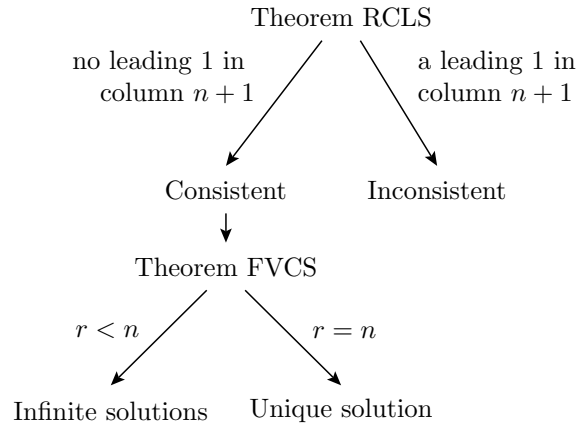 Theorem RCLS
no leading 1 in
column n + 1
a leading 1 in
column n + 1
Consistent
Inconsistent
Theorem FVCS
r < n
r = n
Infinite solutions
Unique solution